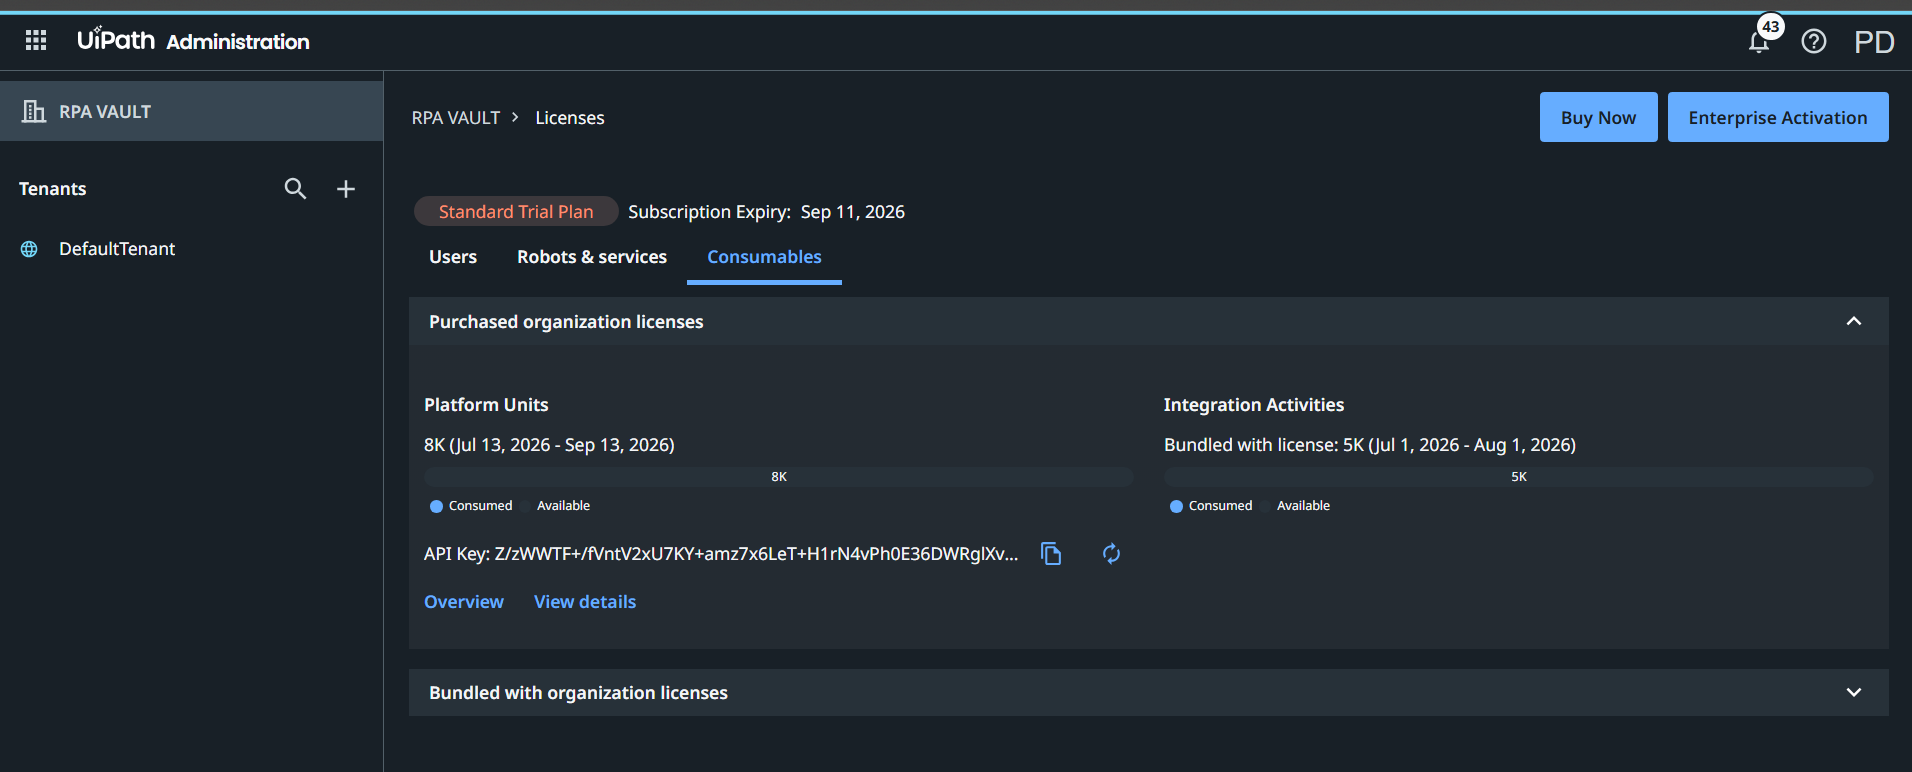 UiPath Administration
43
PD
RPA VAULT
Tenants
DefaultTenant
RPA VAULT > Licenses
Buy Now
Enterprise Activation
Standard Trial Plan
Subscription Expiry: Sep 11, 2026
Users
Robots & services
Consumables
Purchased organization licenses
Platform Units
8K (Jul 13, 2026 - Sep 13, 2026)
8K
Consumed
Available
API Key: Z/zWWTF+/fVntV2xU7KY+amz7x6LeT+H1rN4vPh0E36DWRglXv...
Overview
View details
Integration Activities
Bundled with license: 5K (Jul 1, 2026 - Aug 1, 2026)
5K
Consumed
Available
Bundled with organization licenses